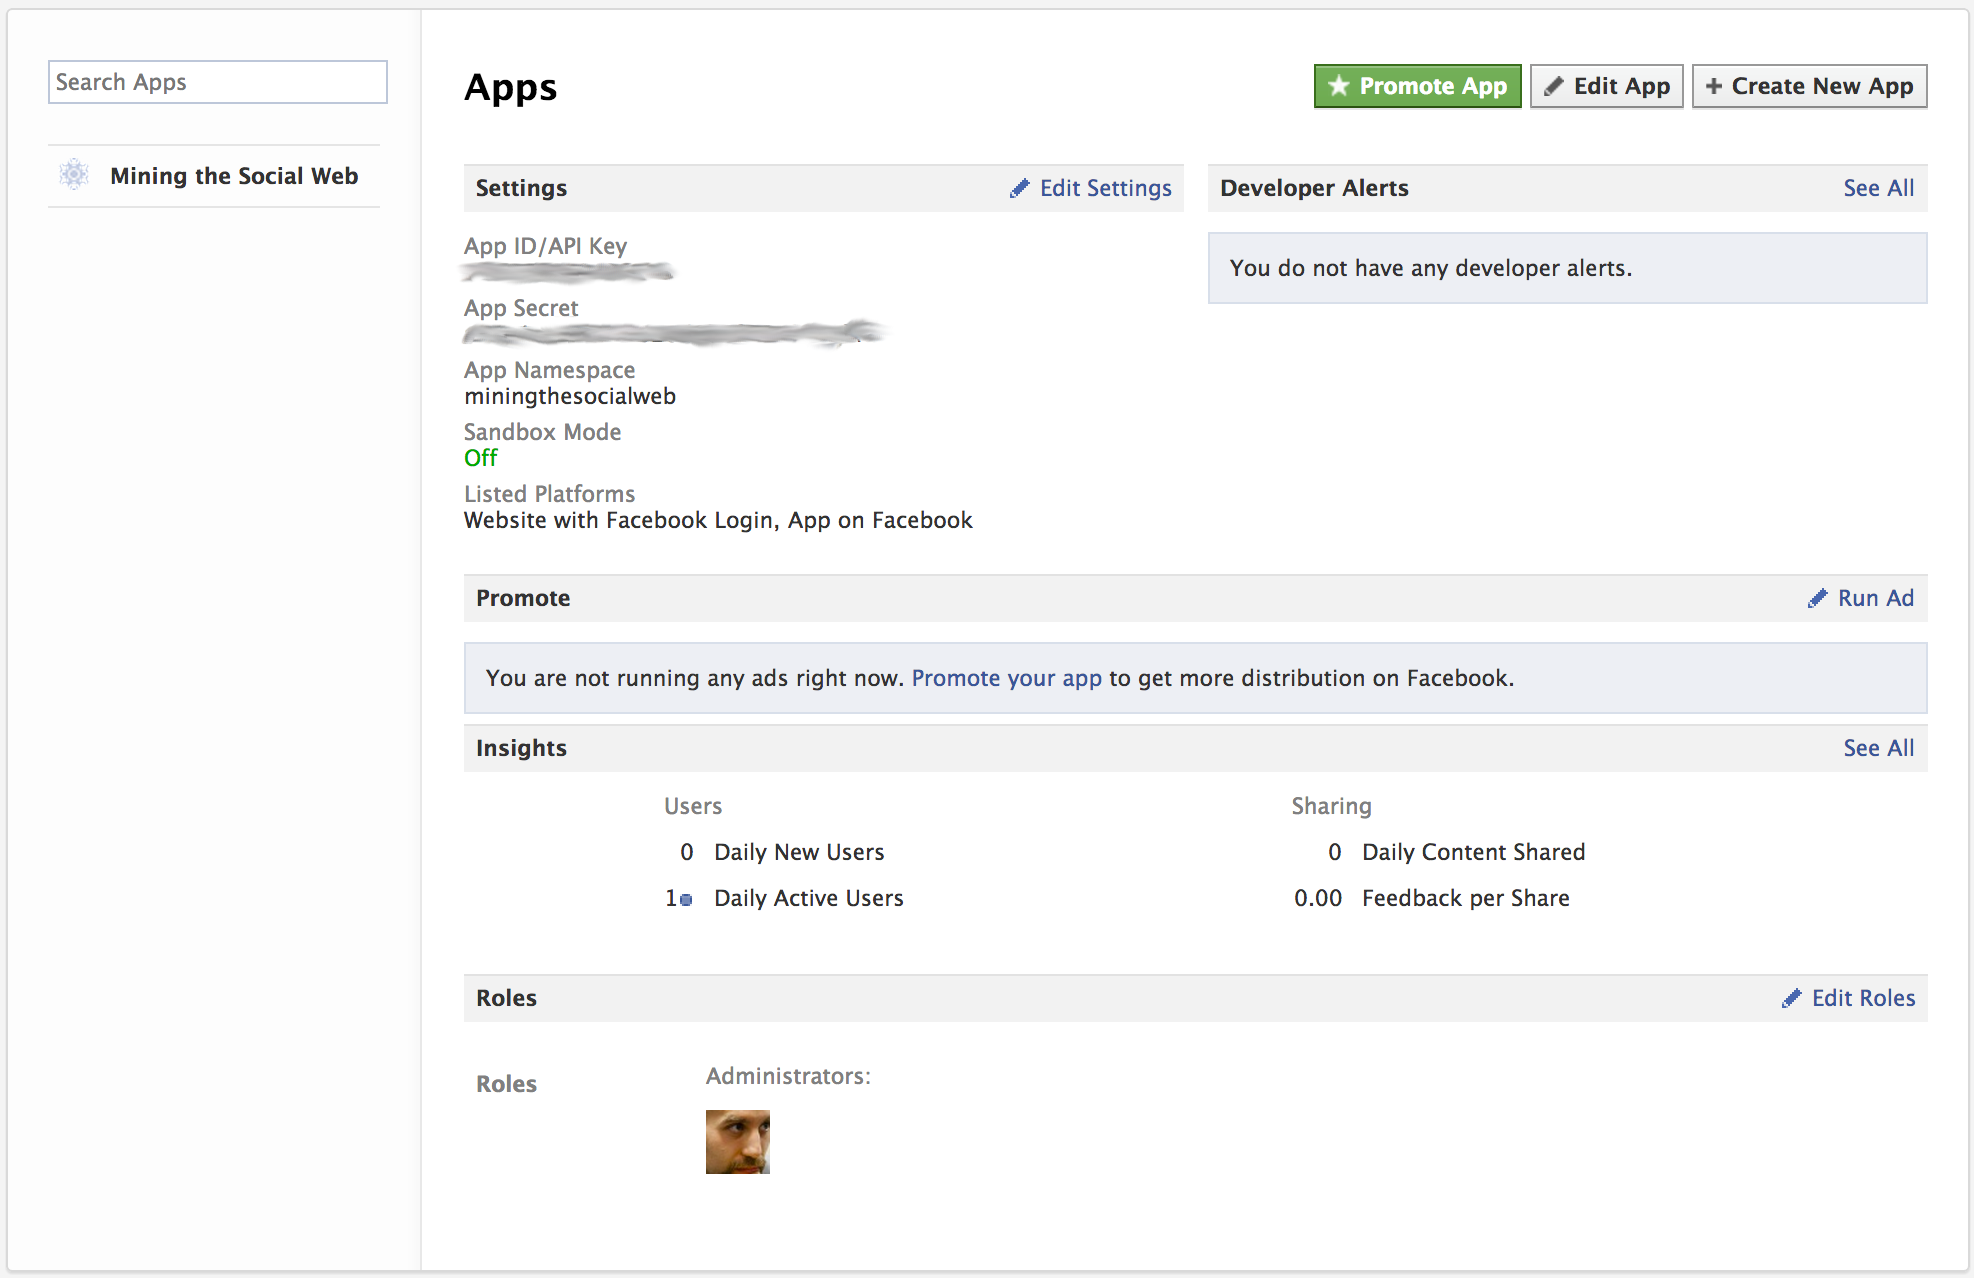 Search Apps
Mining the Social Web
Apps
Promote App
Edit App
Create New App
Settings
Edit Settings
App ID/API Key
App Secret
App Namespace
miningthesocialweb
Sandbox Mode
Off
Listed Platforms
Website with Facebook Login, App on Facebook
Developer Alerts
See All
You do not have any developer alerts.
Promote
Run Ad
You are not running any ads right now. Promote your app to get more distribution on Facebook.
Insights
See All
Users
0 Daily New Users
1 Daily Active Users
Sharing
0 Daily Content Shared
0.00 Feedback per Share
Roles
Edit Roles
Roles
Administrators: